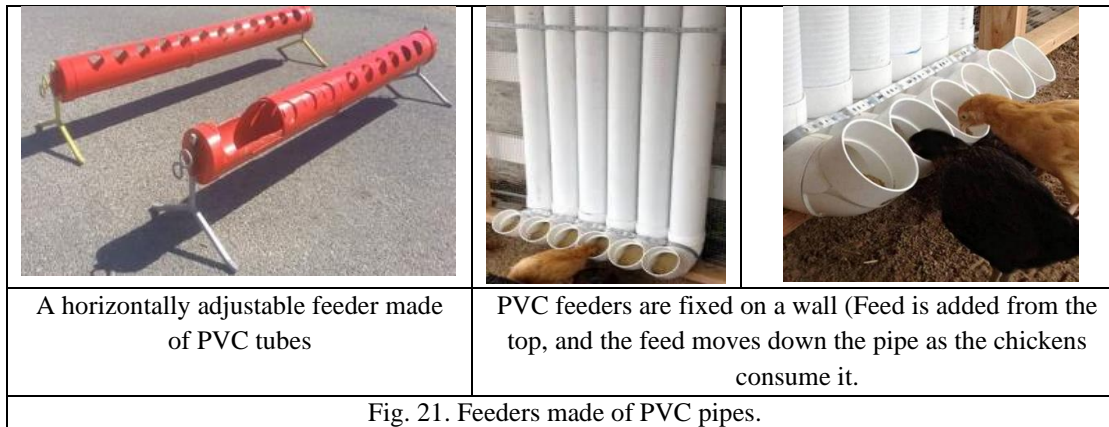 A horizontally adjustable feeder made
of PVC tubes
PVC feeders are fixed on a wall (Feed is added from the
top, and the feed moves down the pipe as the chickens
consume it.
Fig. 21. Feeders made of PVC pipes.